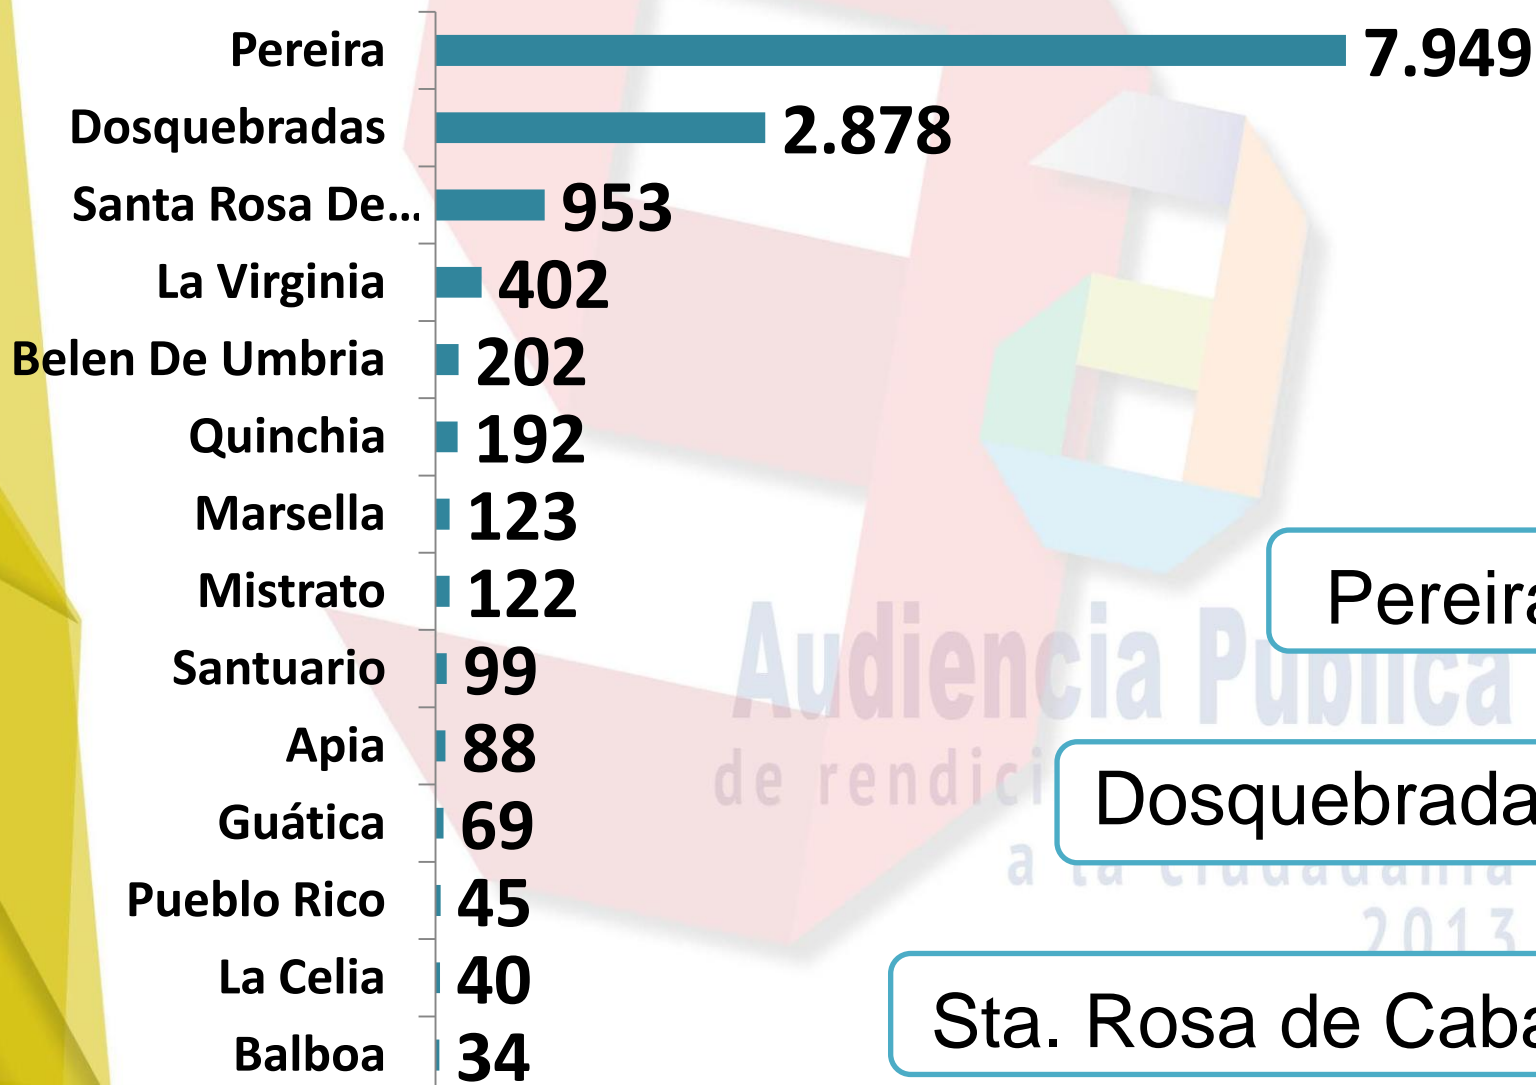 Pereira 7.949
Dosquebradas 2.878
Santa Rosa De... 953
La Virginia 402
Belen De Umbria 202
Quinchia 192
Marsella 123
Mistrato 122
Santuario 99
Apia 88
Guática 69
Pueblo Rico 45
La Celia 40
Balboa 34
Pereira
Audiencia Pública
de rendici
Dosquebrada
a la ciudadanía
2013
Sta. Rosa de Caba